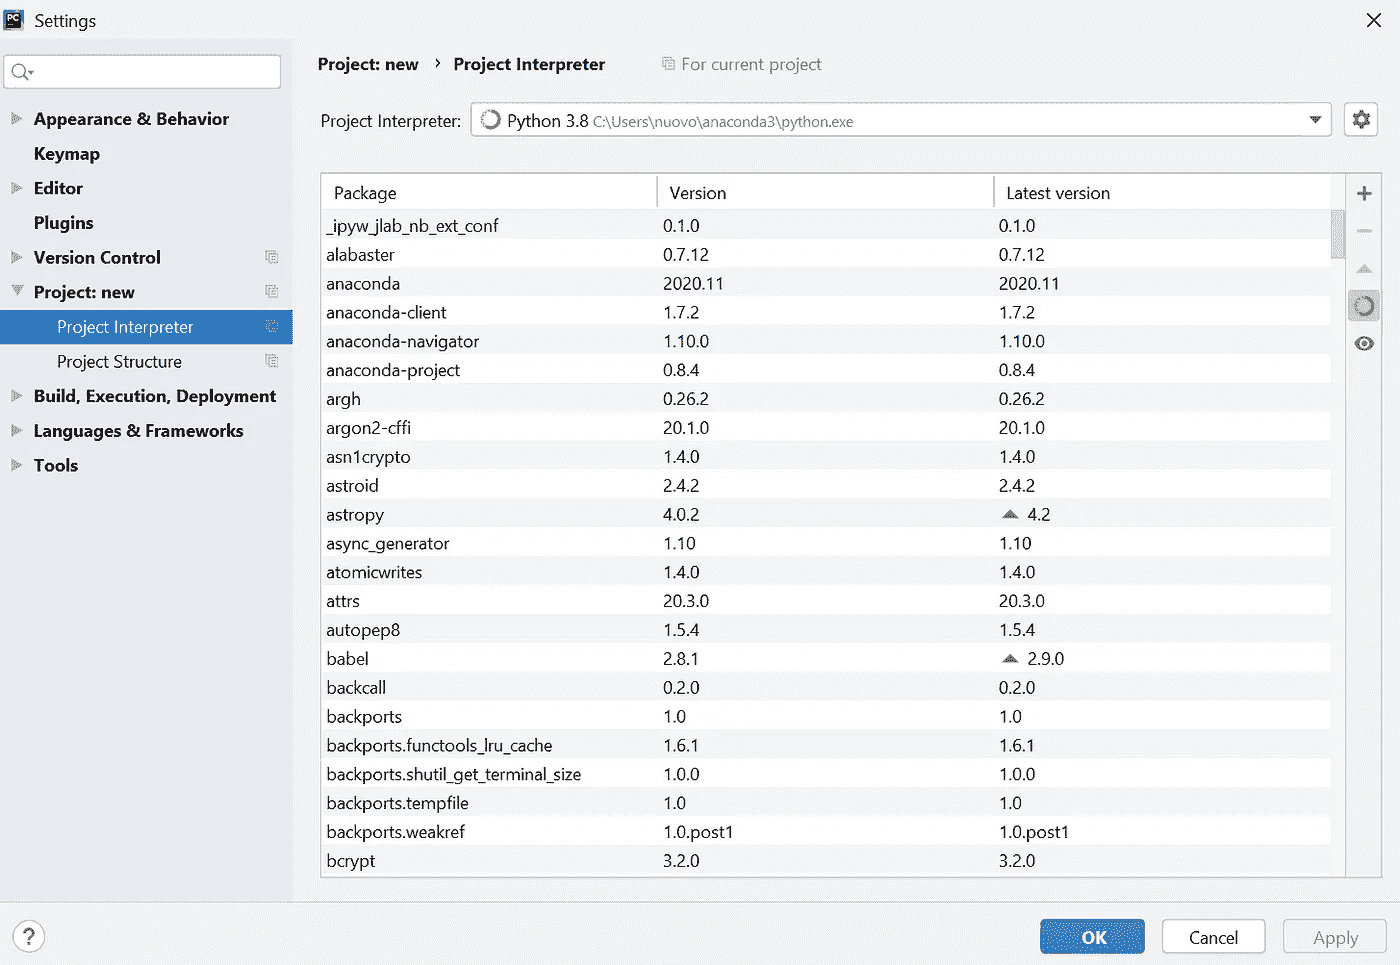 PC
Settings
Appearance & Behavior
Keymap
Editor
Plugins
Version Control
Project: new
Project Interpreter
Project Structure
Build, Execution, Deployment
Languages & Frameworks
Tools
Project: new › Project Interpreter For current project
Project Interpreter: Python 3.8 C:\Users\nuovo\anaconda3\python.exe
Package Version Latest version
_ipyw_jlab_nb_ext_conf 0.1.0 0.1.0
alabaster 0.7.12 0.7.12
anaconda 2020.11 2020.11
anaconda-client 1.7.2 1.7.2
anaconda-navigator 1.10.0 1.10.0
anaconda-project 0.8.4 0.8.4
argh 0.26.2 0.26.2
argon2-cffi 20.1.0 20.1.0
asn1crypto 1.4.0 1.4.0
astroid 2.4.2 2.4.2
astropy 4.0.2 4.2
async_generator 1.10 1.10
atomicwrites 1.4.0 1.4.0
attrs 20.3.0 20.3.0
autopep8 1.5.4 1.5.4
babel 2.8.1 2.9.0
backcall 0.2.0 0.2.0
backports 1.0 1.0
backports.functools_lru_cache 1.6.1 1.6.1
backports.shutil_get_terminal_size 1.0.0 1.0.0
backports.tempfile 1.0 1.0
backports.weakref 1.0.post1 1.0.post1
bcrypt 3.2.0 3.2.0
? OK Cancel Apply